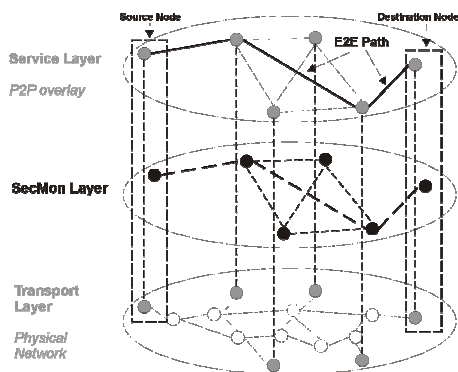 Source Node
Destination Node
E2E Path
Service Layer
P2P overlay
SecMon Layer
Transport
Layer
Physical
Network